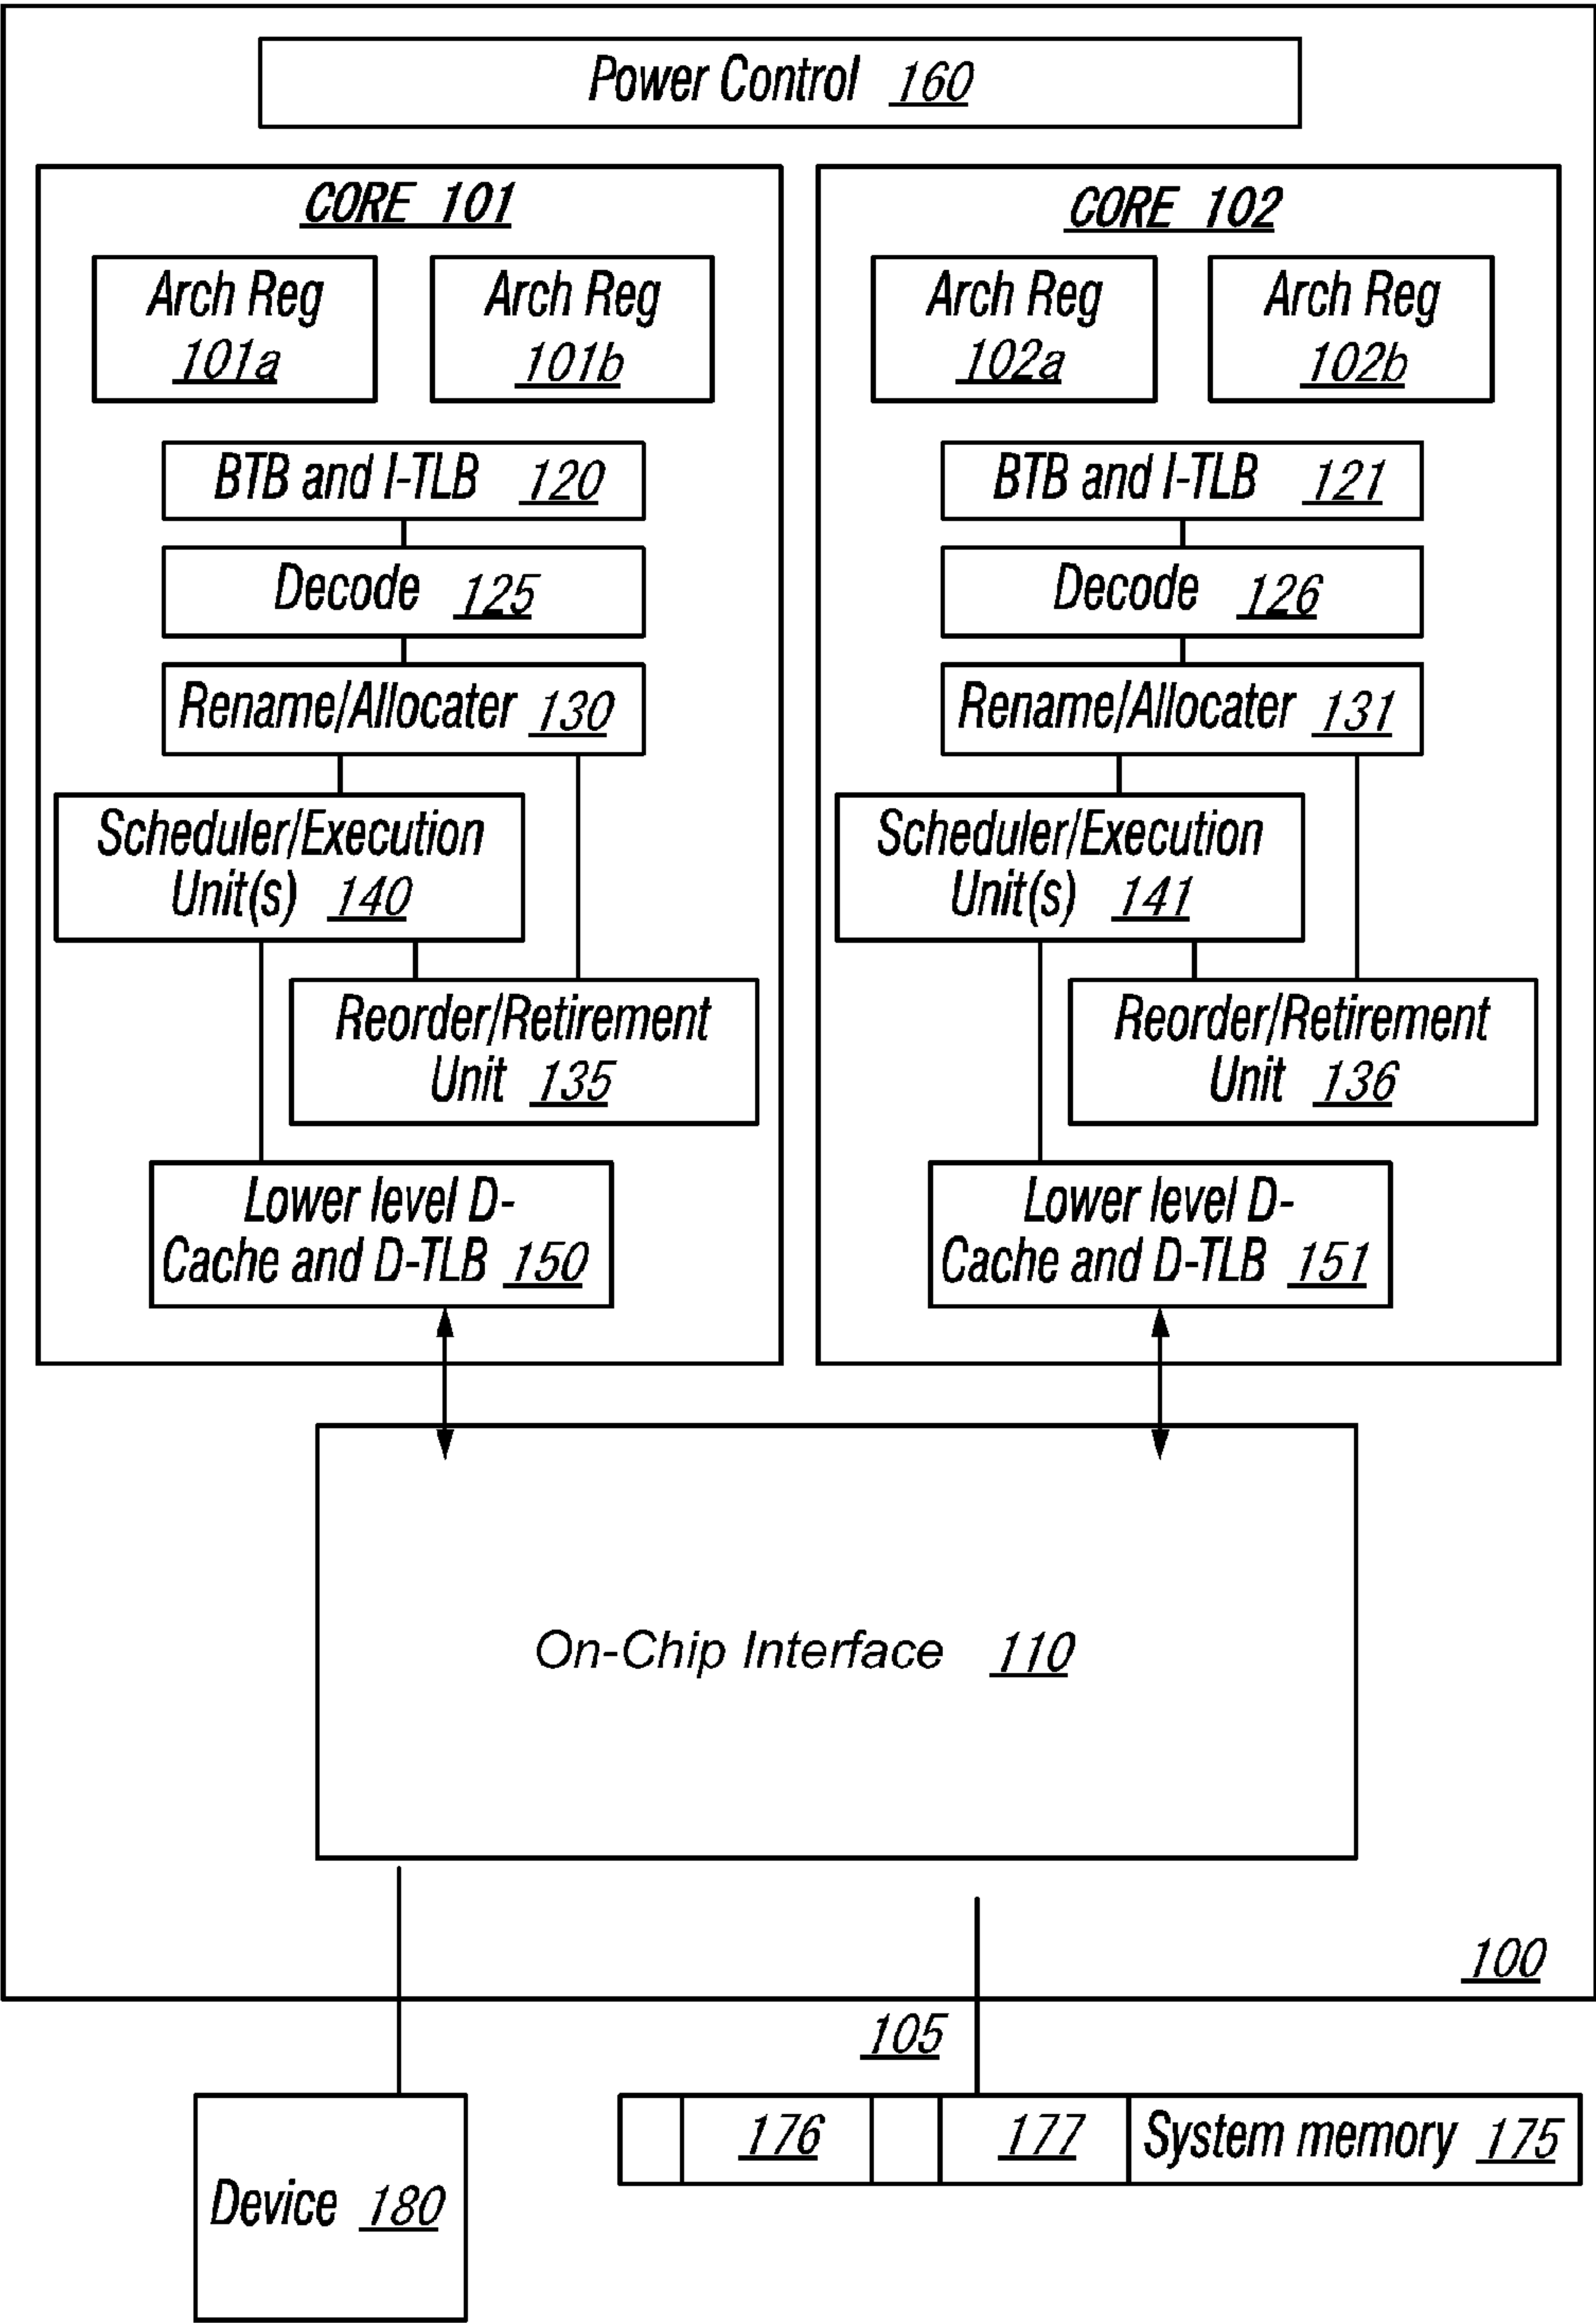 Power Control 160
CORE 101
Arch Reg
101a
Arch Reg
101b
BTB and I-TLB 120
Decode 125
Rename/Allocater 130
Scheduler/Execution
Unit(s) 140
Reorder/Retirement
Unit 135
Lower level D-
Cache and D-TLB 150
CORE 102
Arch Reg
102a
Arch Reg
102b
BTB and I-TLB 121
Decode 126
Rename/Allocater 131
Scheduler/Execution
Unit(s) 141
Reorder/Retirement
Unit 136
Lower level D-
Cache and D-TLB 151
On-Chip Interface 110
100
105
176 177 System memory 175
Device 180